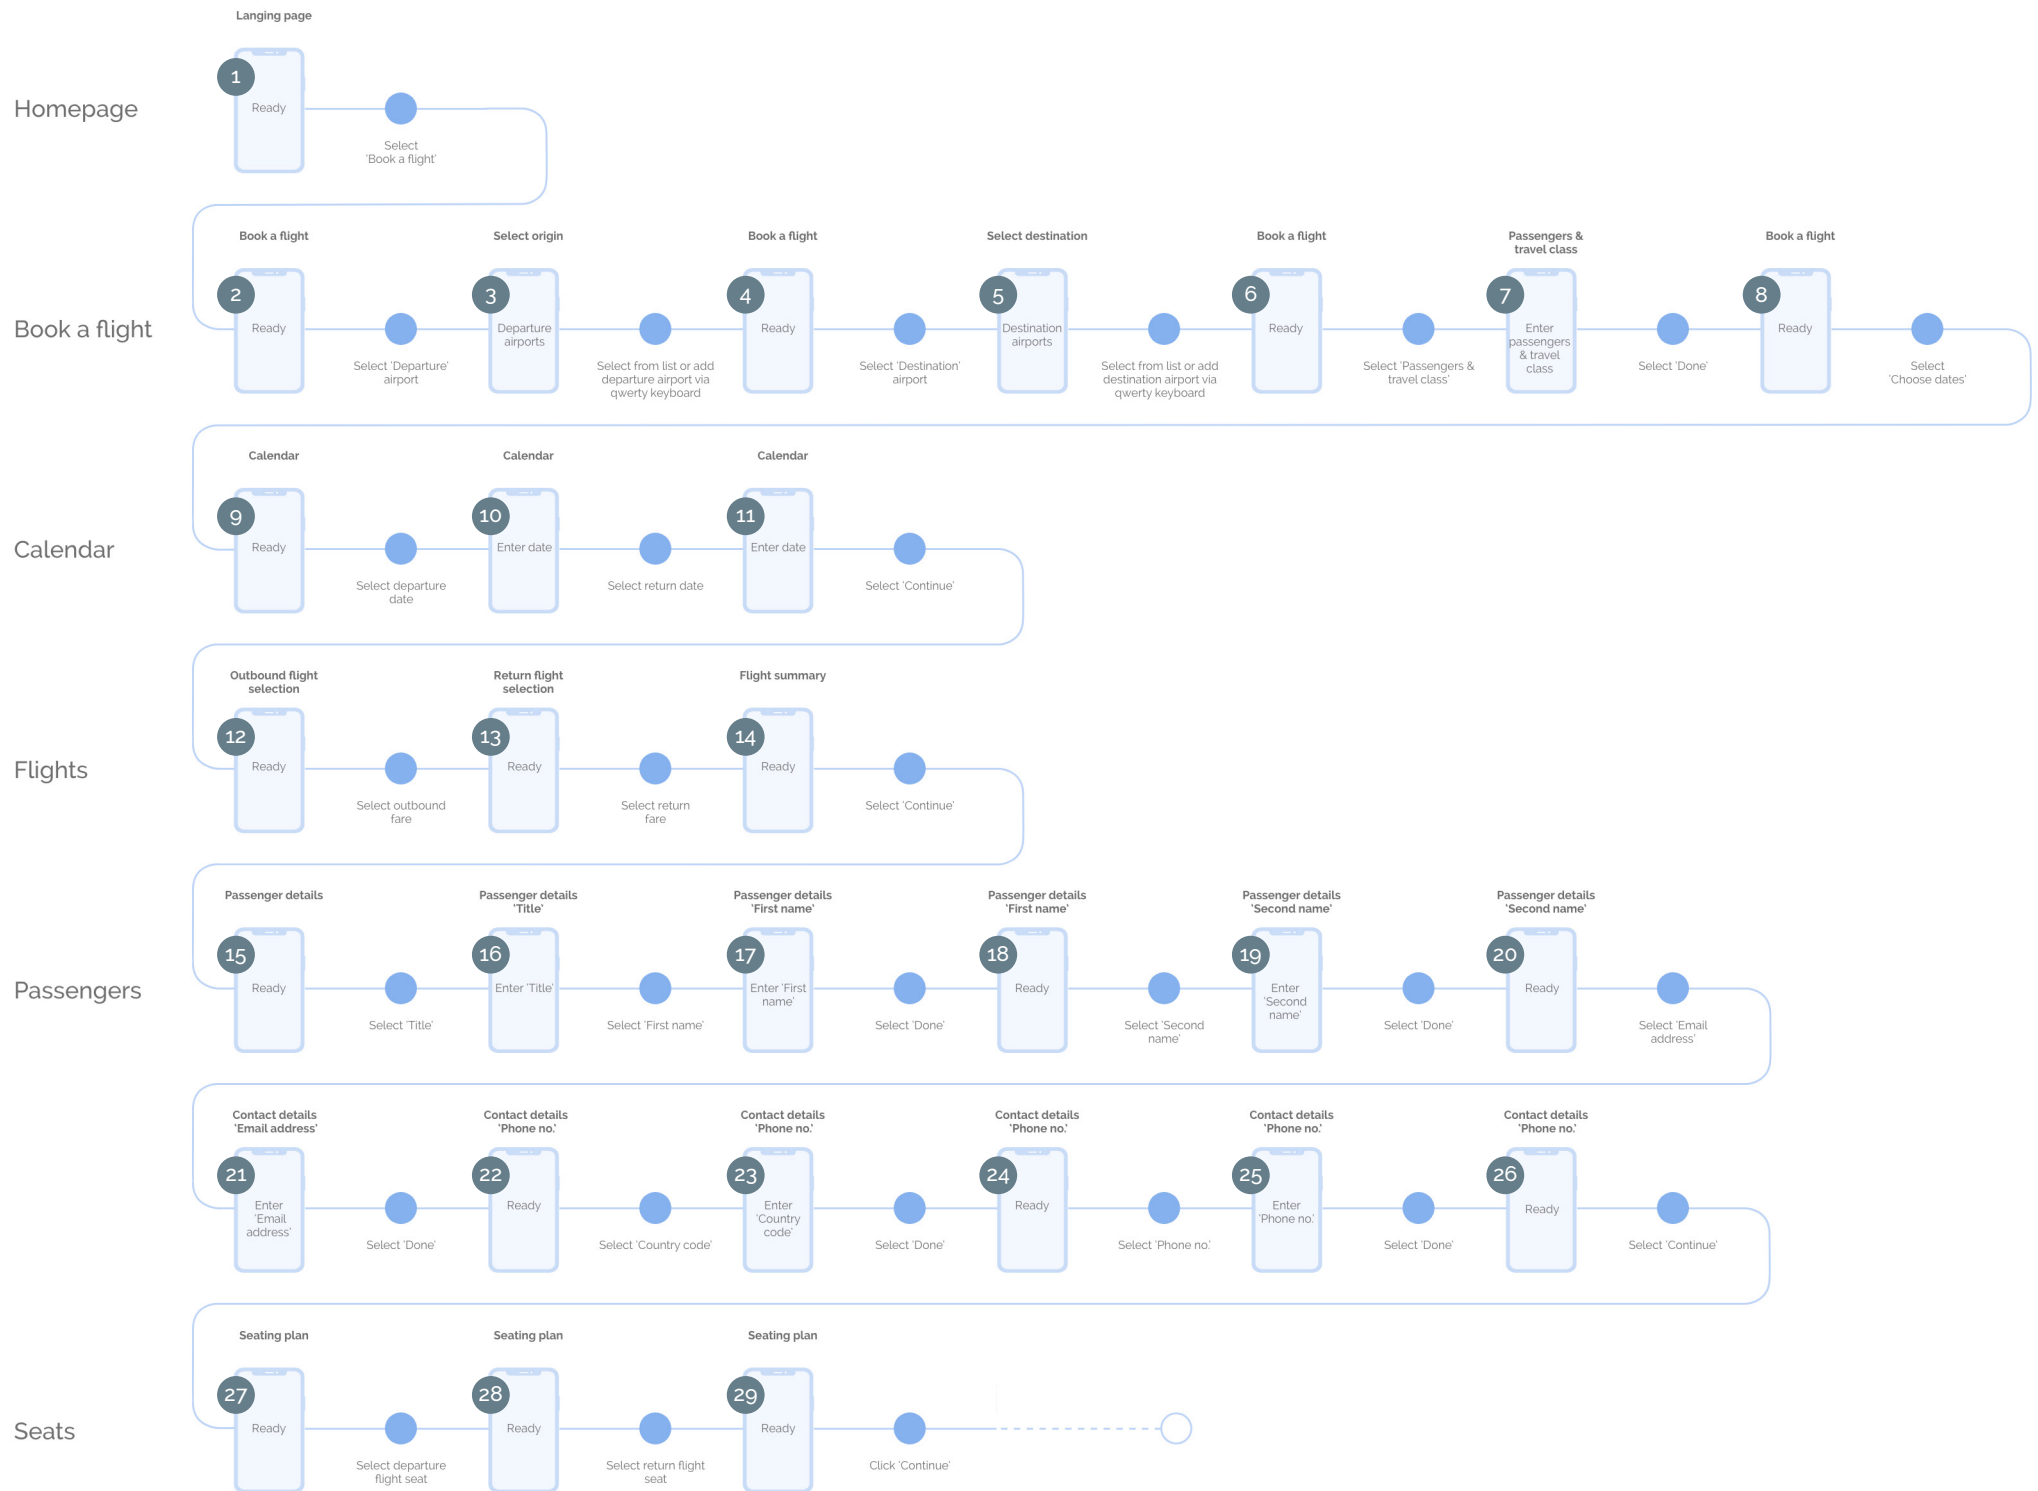 Langing page
Homepage
1
Ready
Select
'Book a flight'
Book a flight
Book a flight
2
Ready
Select 'Departure'
airport
Select origin
3
Departure
airports
Select from list or add
departure airport via
qwerty keyboard
Book a flight
4
Ready
Select 'Destination'
airport
Select destination
5
Destination
airports
Select from list or add
destination airport via
qwerty keyboard
Book a flight
6
Ready
Select 'Passengers &
travel class'
Passengers &
travel class
7
Enter
passengers
& travel
class
Select 'Done'
Book a flight
8
Ready
Select
'Choose dates'
Calendar
Calendar
9
Ready
Select departure
date
Calendar
10
Enter date
Select return date
Calendar
11
Enter date
Select 'Continue'
Flights
Outbound flight
selection
12
Ready
Select outbound
fare
Return flight
selection
13
Ready
Select return
fare
Flight summary
14
Ready
Select 'Continue'
Passengers
Passenger details
15
Ready
Select 'Title'
Passenger details
'Title'
16
Enter 'Title'
Select 'First name'
Passenger details
'First name'
17
Enter 'First
name'
Select 'Done'
Passenger details
'First name'
18
Ready
Select 'Second
name'
Passenger details
'Second name'
19
Enter
'Second
name'
Select 'Done'
Passenger details
'Second name'
20
Ready
Select 'Email
address'
Contact details
'Email address'
21
Enter
'Email
address'
Select 'Done'
Contact details
'Phone no.'
22
Ready
Select 'Country code'
Contact details
'Phone no.'
23
Enter
'Country
code'
Select 'Done'
Contact details
'Phone no.'
24
Ready
Select 'Phone no.'
Contact details
'Phone no.'
25
Enter
'Phone no.'
Select 'Done'
Contact details
'Phone no.'
26
Ready
Select 'Continue'
Seats
Seating plan
27
Ready
Select departure
flight seat
Seating plan
28
Ready
Select return flight
seat
Seating plan
29
Ready
Click 'Continue'